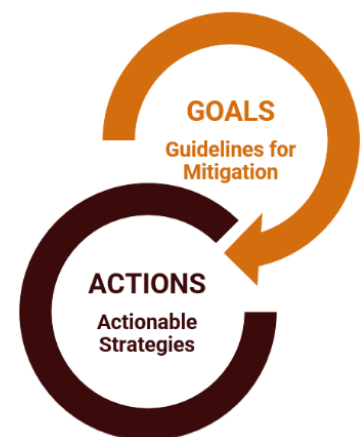 GOALS
Guidelines for
Mitigation
ACTIONS
Actionable
Strategies